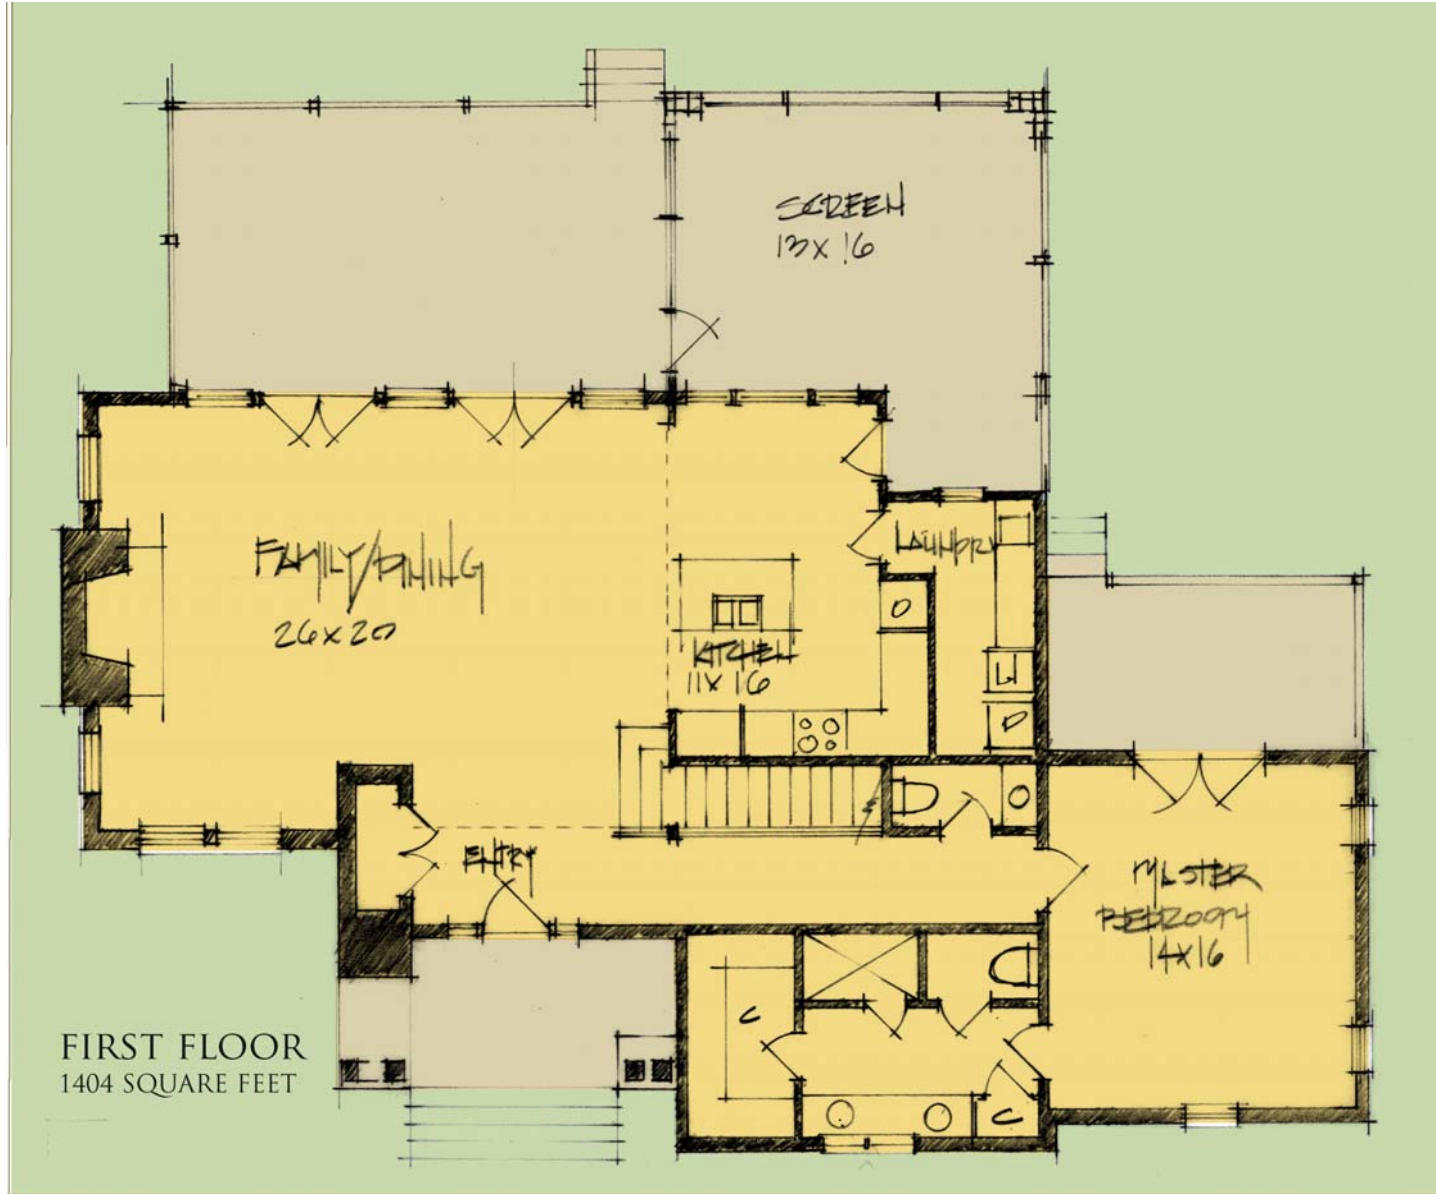 SCREEN
13X16
FAMILY/DINING
26X20
LAUNDRY
D
KITCHEN
11X16
W
D
ENTRY
MASTER
BEDROOM
14X16
C
C
FIRST FLOOR
1404 SQUARE FEET